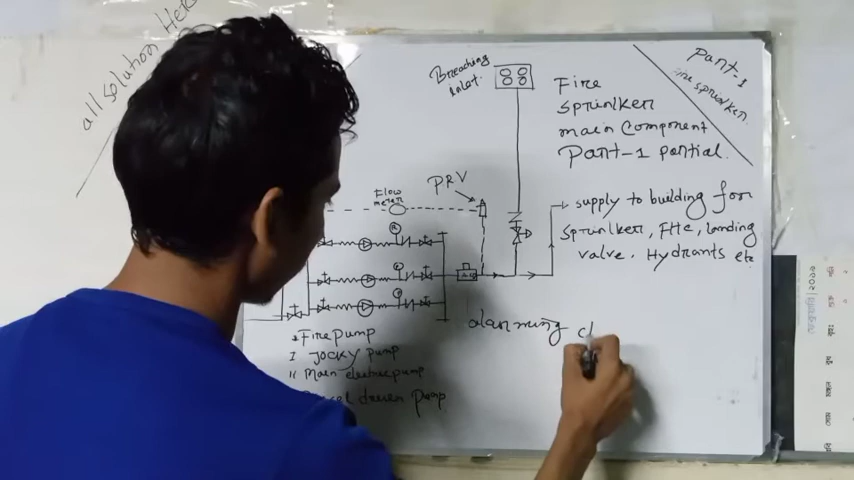 all solution Here
Breaching
inlet.
Fire
sprinkler
main Component
Part-1 partial.
Part-1
Fire sprinkler.
Flow
meter
PRV
supply to building for
sprinkler, FHC, landing
valve. Hydrants etc
Fire pump
I Jocky pump
II Main electric pump
driven pump
alarming c